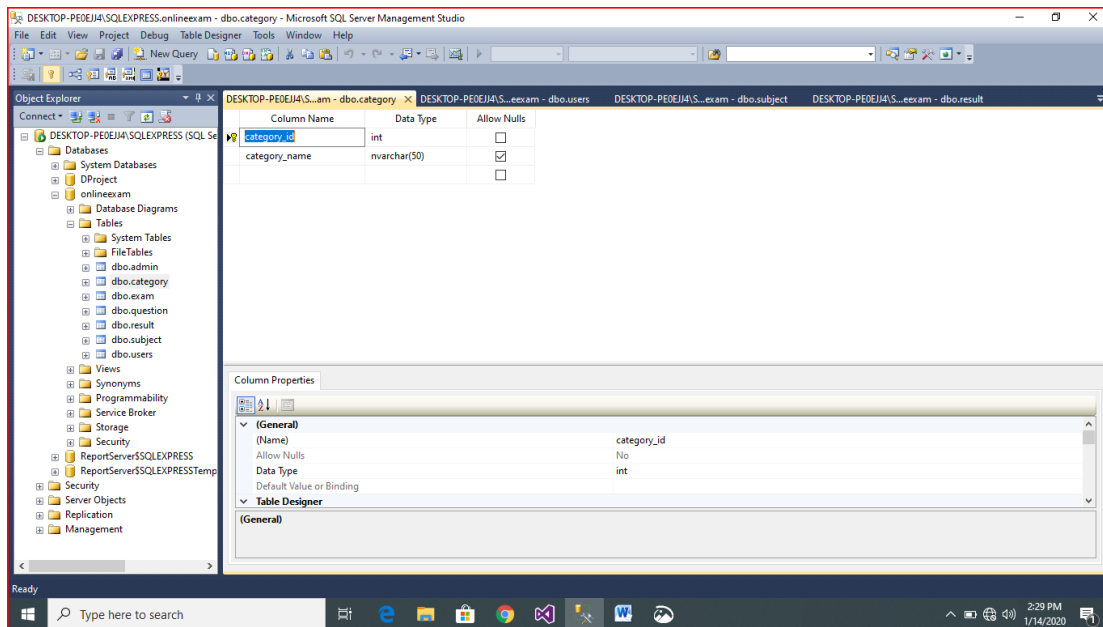 DESKTOP-PE0EJJ4\SQLEXPRESS.onlineexam - dbo.category - Microsoft SQL Server Management Studio
File Edit View Project Debug Table Designer Tools Window Help
New Query
Object Explorer
DESKTOP-PE0EJJ4\S...am - dbo.category DESKTOP-PE0EJJ4\S...eexam - dbo.users DESKTOP-PE0EJJ4\S...exam - dbo.subject DESKTOP-PE0EJJ4\S...eexam - dbo.result
Connect
DESKTOP-PE0EJJ4\SQLEXPRESS (SQL Se
Databases
System Databases
DProject
onlineexam
Database Diagrams
Tables
System Tables
FileTables
dbo.admin
dbo.category
dbo.exam
dbo.question
dbo.result
dbo.subject
dbo.users
Views
Synonyms
Programmability
Service Broker
Storage
Security
ReportServer$SQLEXPRESS
ReportServer$SQLEXPRESSTemp
Security
Server Objects
Replication
Management
Column Name Data Type Allow Nulls
category_id int
category_name nvarchar(50)
Column Properties
(General)
(Name) category_id
Allow Nulls No
Data Type int
Default Value or Binding
Table Designer
(General)
Ready
Type here to search
2:29 PM
1/14/2020